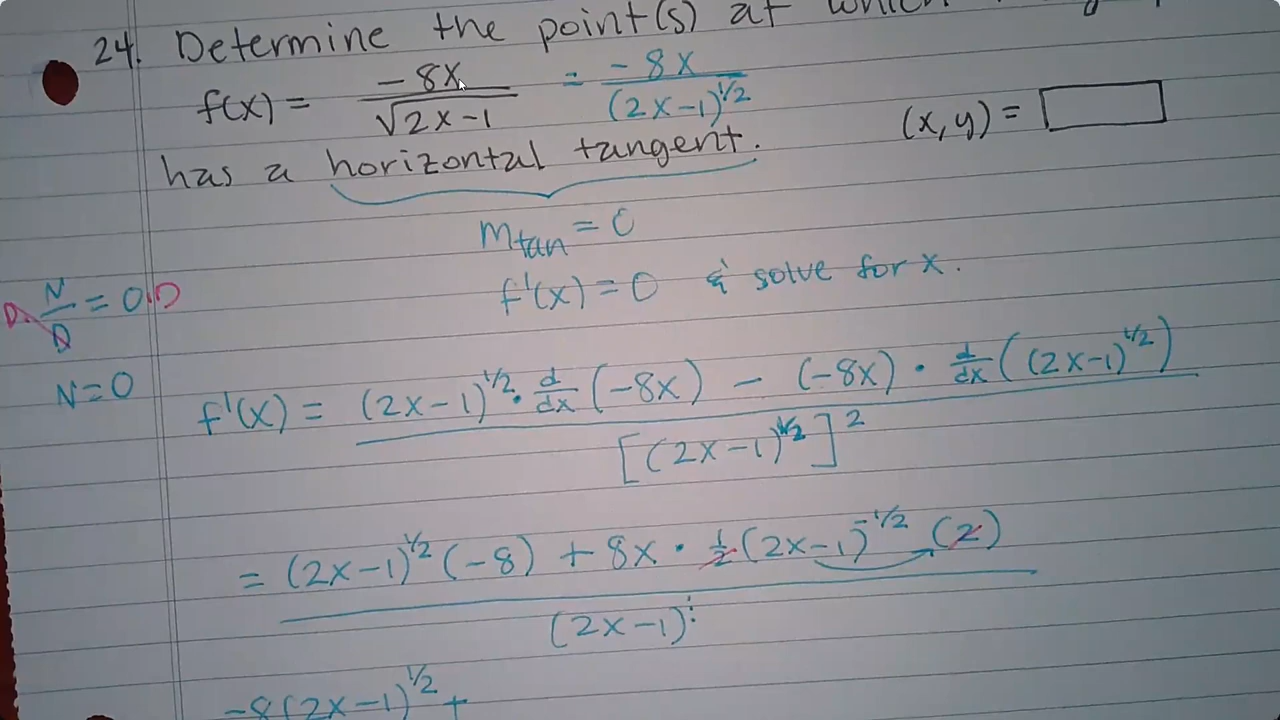 24. Determine the point(s) at which
f(x) = -8x / √(2x-1) = -8x / (2x-1)^1/2
(x, y) =
has a horizontal tangent.
m_tan = 0
f'(x) = 0 & solve for x.
D. N/D = 0.D
N = 0
f'(x) = (2x-1)^1/2 · d/dx (-8x) - (-8x) · d/dx ((2x-1)^1/2) / [(2x-1)^1/2]^2
= (2x-1)^1/2 (-8) + 8x · 1/2 (2x-1)^-1/2 (2) / (2x-1)^1
-8(2x-1)^1/2 +